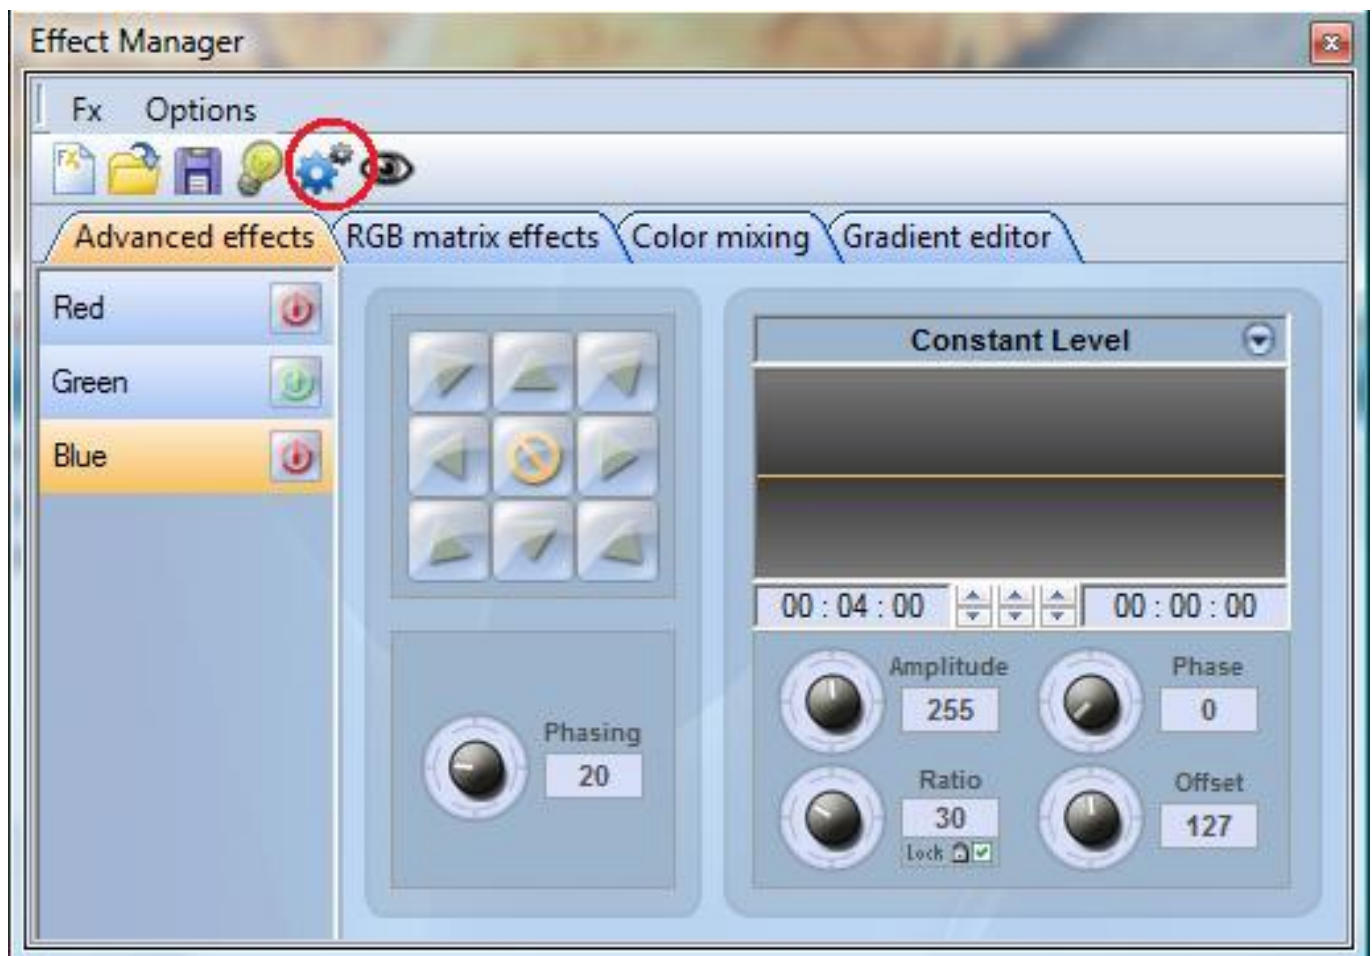 Effect Manager
Fx Options
FX
Advanced effects RGB matrix effects Color mixing Gradient editor
Red
Green
Blue
Constant Level
00 : 04 : 00 00 : 00 : 00
Amplitude Phase
255 0
Phasing
20
Ratio Offset
30 127
Lock